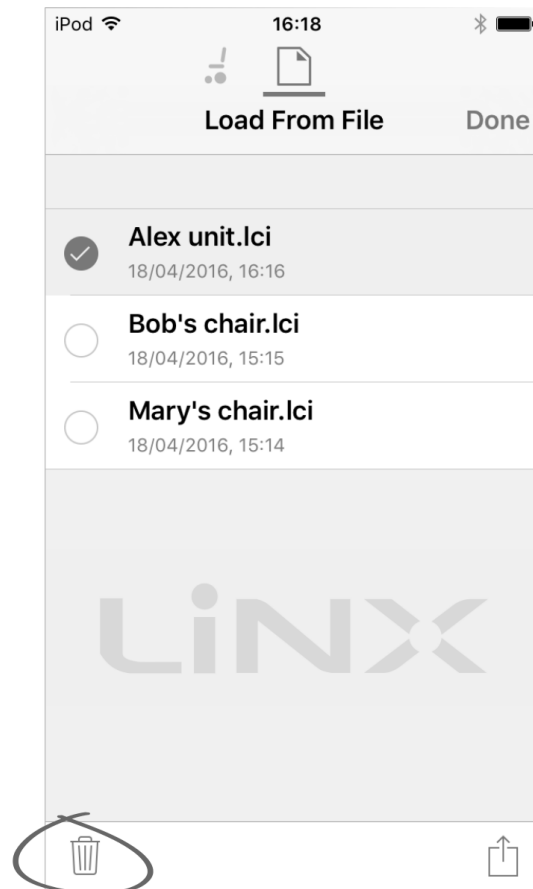 iPod 16:18
Load From File Done
Alex unit.lci
18/04/2016, 16:16
Bob's chair.lci
18/04/2016, 15:15
Mary's chair.lci
18/04/2016, 15:14
LiNX